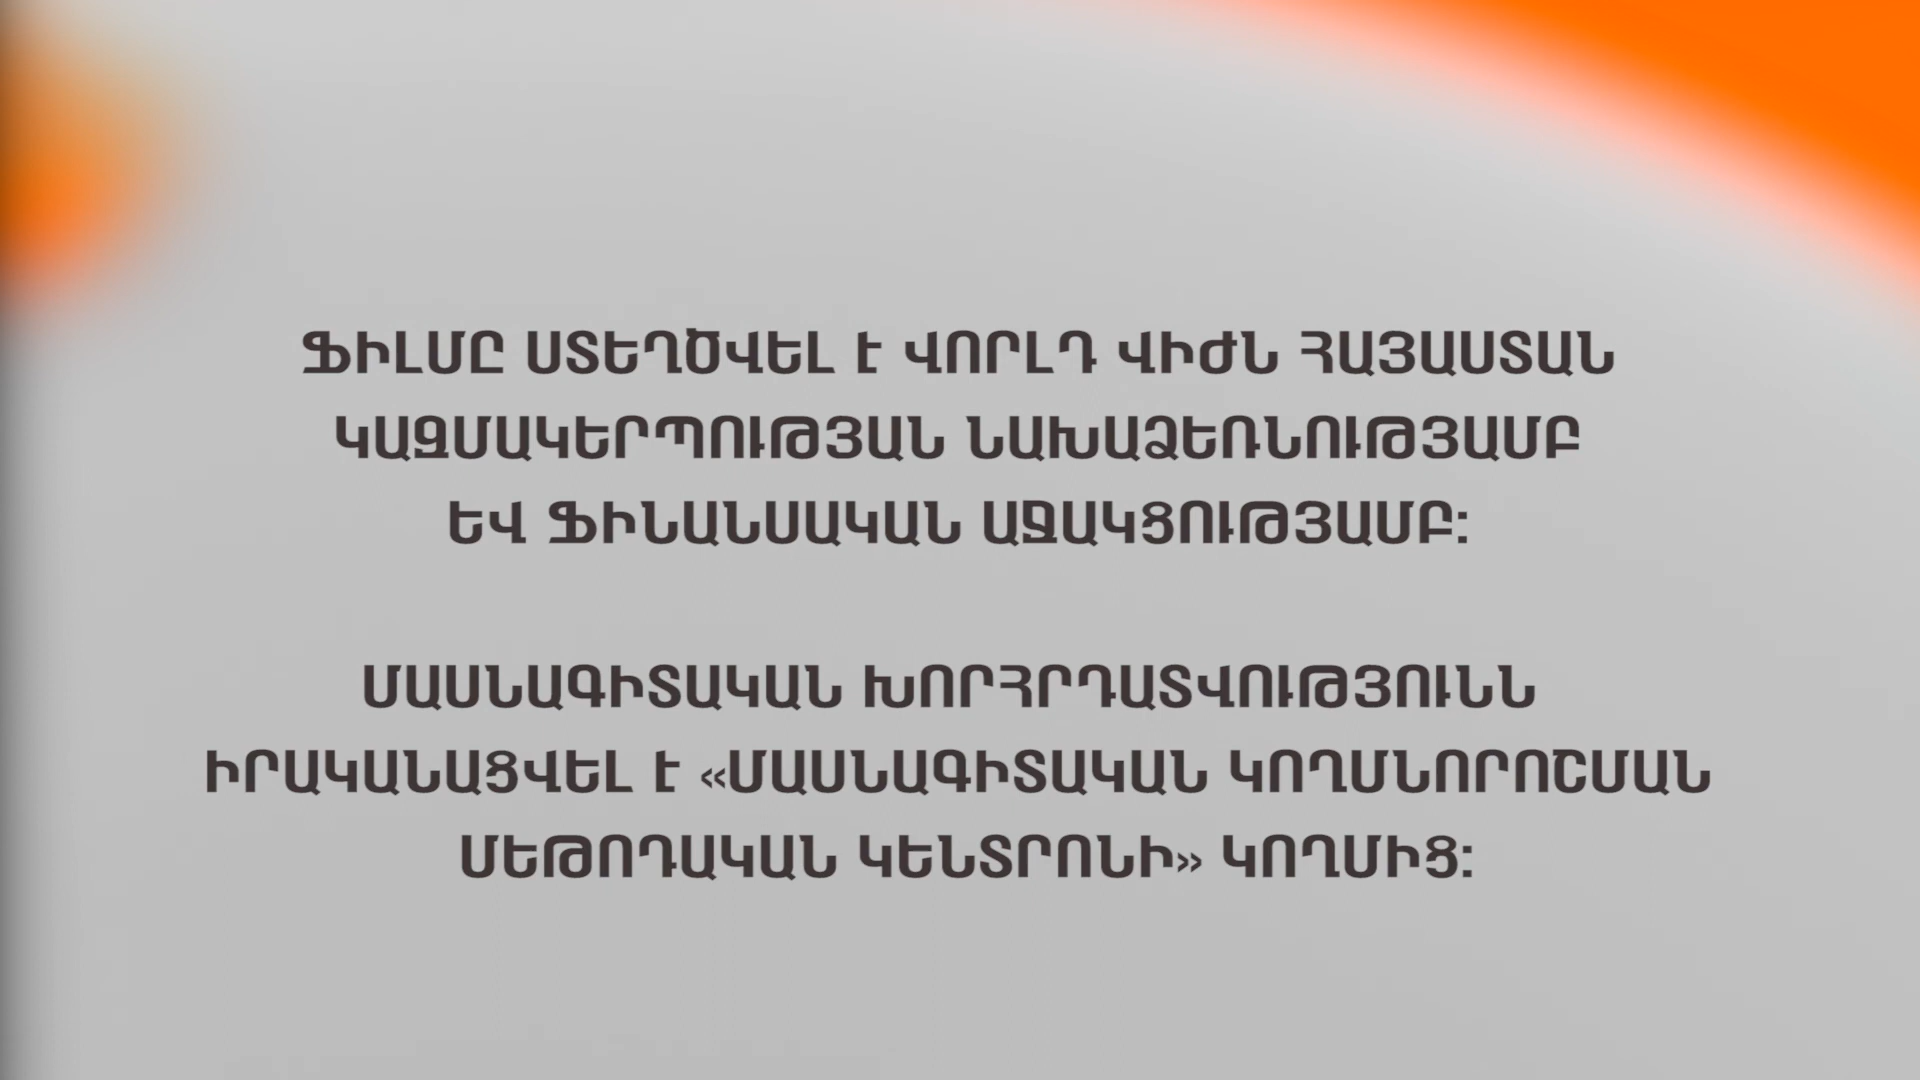 ՖԻԼՄԸ ՍՏԵՂԾՎԵԼ Է ՎՈՐԼԴ ՎԻԺՆ ՀԱՅԱՍՏԱՆ
ԿԱԶՄԱԿԵՐՊՈՒԹՅԱՆ ՆԱԽԱՁԵՌՆՈՒԹՅԱՄԲ
ԵՎ ՖԻՆԱՆՍԱԿԱՆ ԱՋԱԿՑՈՒԹՅԱՄԲ:
ՄԱՍՆԱԳԻՏԱԿԱՆ ԽՈՐՀՐԴԱՏՎՈՒԹՅՈՒՆՆ
ԻՐԱԿԱՆԱՑՎԵԼ Է «ՄԱՍՆԱԳԻՏԱԿԱՆ ԿՈՂՄՆՈՐՈՇՄԱՆ
ՄԵԹՈԴԱԿԱՆ ԿԵՆՏՐՈՆԻ» ԿՈՂՄԻՑ: